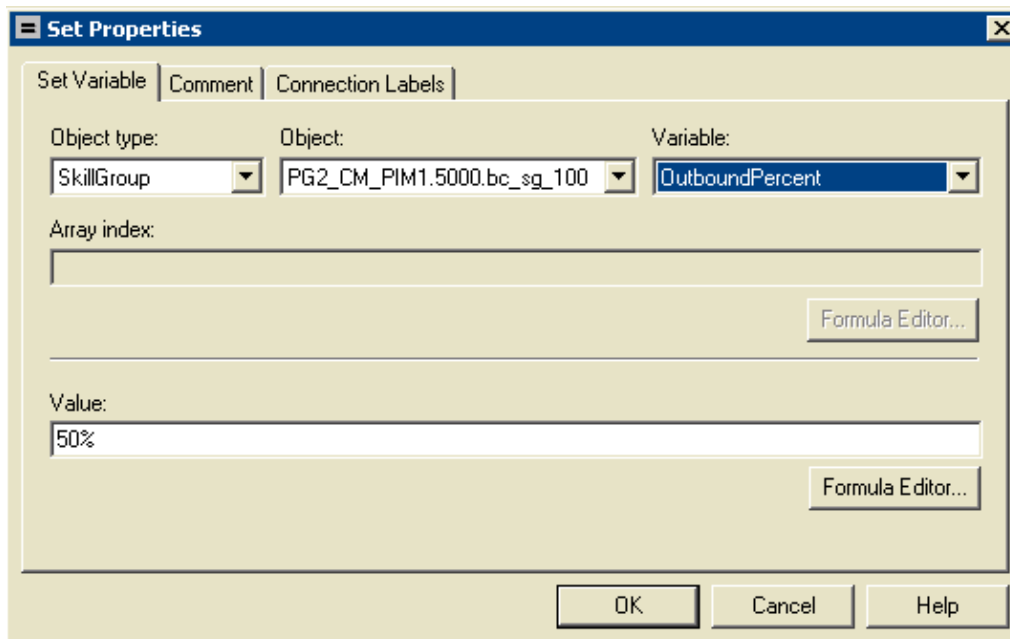 Set Properties
Set Variable Comment Connection Labels
Object type: Object: Variable:
SkillGroup PG2_CM_PIM1.5000.bc_sg_100 OutboundPercent
Array index:
Formula Editor...
Value:
50%
Formula Editor...
OK Cancel Help